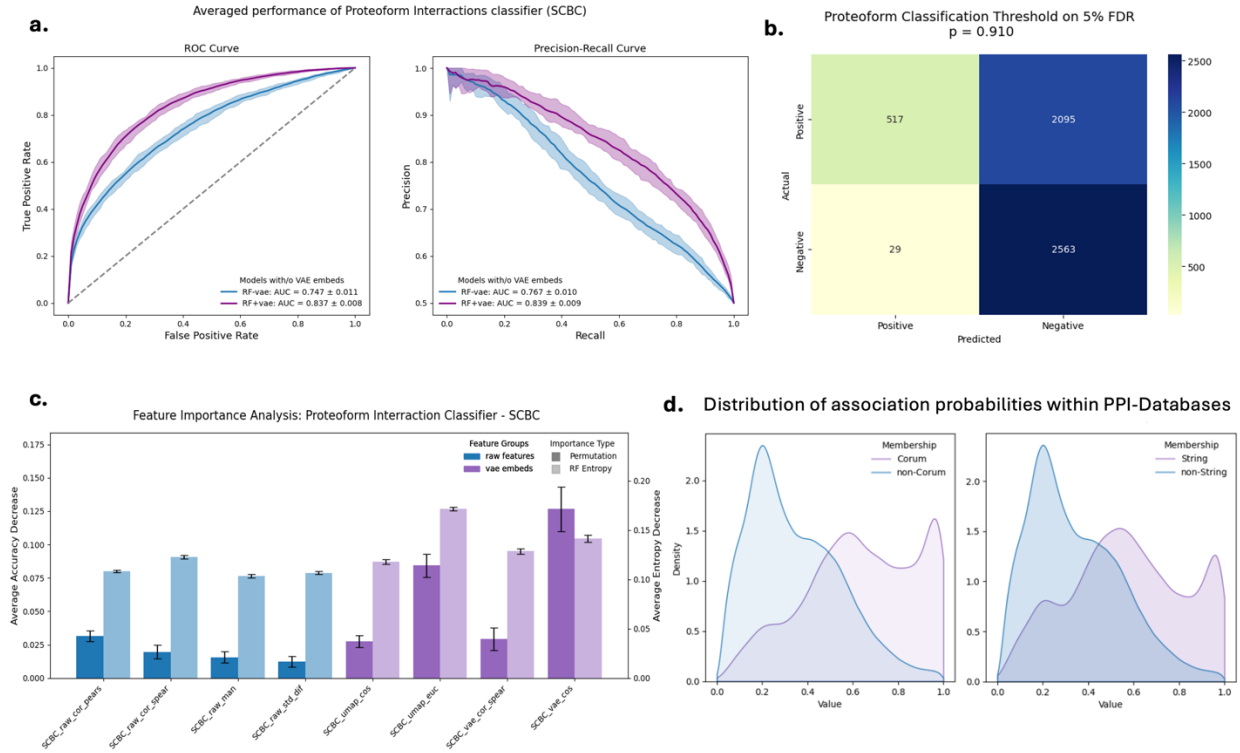 Averaged performance of Proteoform Interractions classifier (SCBC)
a.
ROC Curve
1.0
0.8
0.6
0.4
0.2
0.0
True Positive Rate
Models with/o VAE embeds
RF-vae: AUC = 0.747 ± 0.011
RF+vae: AUC = 0.837 ± 0.008
0.0 0.2 0.4 0.6 0.8 1.0
False Positive Rate
Precision-Recall Curve
1.0
0.9
0.8
0.7
0.6
0.5
Precision
Models with/o VAE embeds
RF-vae: AUC = 0.767 ± 0.010
RF+vae: AUC = 0.839 ± 0.009
0.0 0.2 0.4 0.6 0.8 1.0
Recall
b.
Proteoform Classification Threshold on 5% FDR
p = 0.910
Actual
Positive
Negative
517 2095
29 2563
Positive Negative
Predicted
2500
2000
1500
1000
500
c.
Feature Importance Analysis: Proteoform Interraction Classifier - SCBC
Feature Groups
raw features
vae embeds
Importance Type
Permutation
RF Entropy
0.175
0.150
0.125
0.100
0.075
0.050
0.025
0.000
Average Accuracy Decrease
0.20
0.15
0.10
0.05
0.00
Average Entropy Decrease
SCBC_raw_cor_pears
SCBC_raw_cor_spear
SCBC_raw_man
SCBC_raw_std_dif
SCBC_umap_cos
SCBC_umap_euc
SCBC_vae_cor_spear
SCBC_vae_cos
d.
Distribution of association probabilities within PPI-Databases
Membership
Corum
non-Corum
2.0
1.5
1.0
0.5
0.0
0.0 0.2 0.4 0.6 0.8 1.0
Value
Density
Membership
String
non-String
2.0
1.5
1.0
0.5
0.0
0.0 0.2 0.4 0.6 0.8 1.0
Value